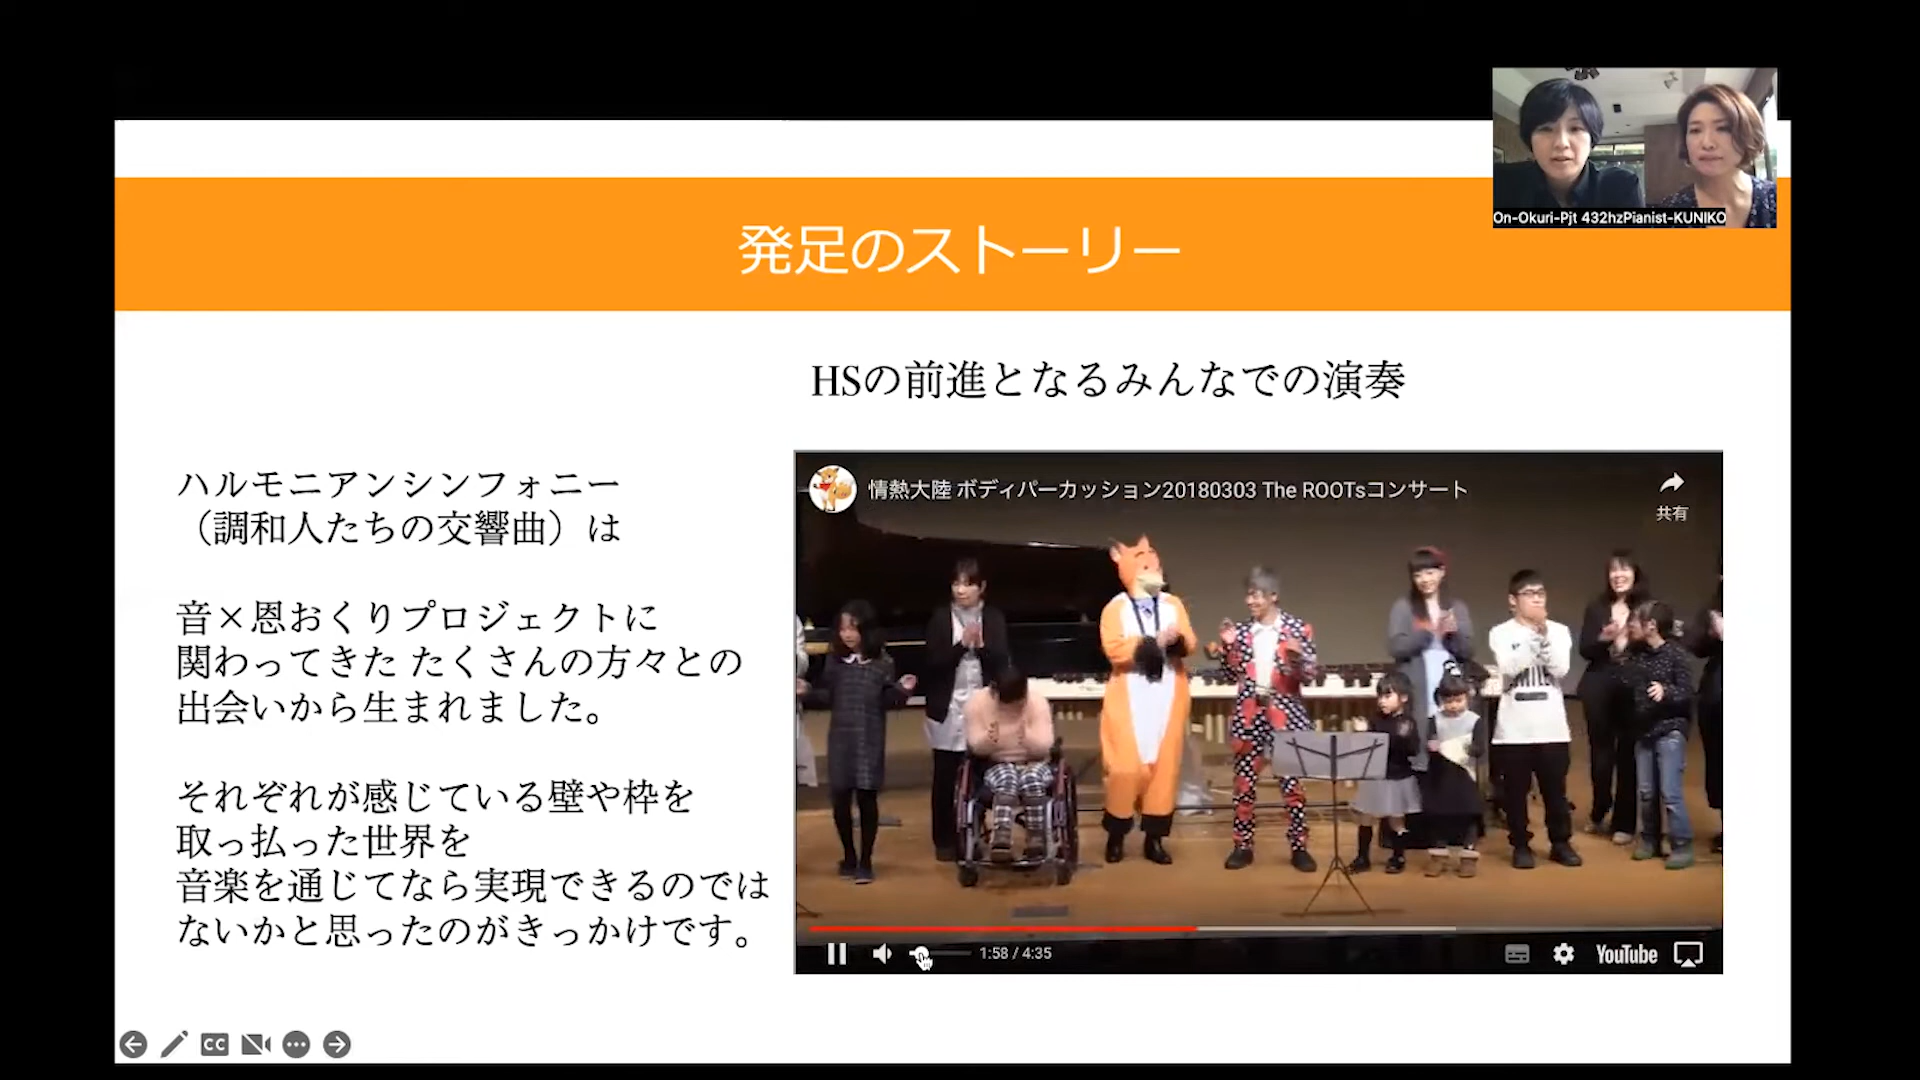 On-Okuri-Pjt 432hzPianist-KUNIKO
発足のストーリー
HSの前進となるみんなでの演奏
ハルモニアンシンフォニー
（調和人たちの交響曲）は
音×恩おくりプロジェクトに
関わってきた たくさんの方々との
出会いから生まれました。
それぞれが感じている壁や枠を
取っ払った世界を
音楽を通じてなら実現できるのでは
ないかと思ったのがきっかけです。
情熱大陸 ボディパーカッション20180303 The ROOTsコンサート
共有
1:58 / 4:35
YouTube
CC